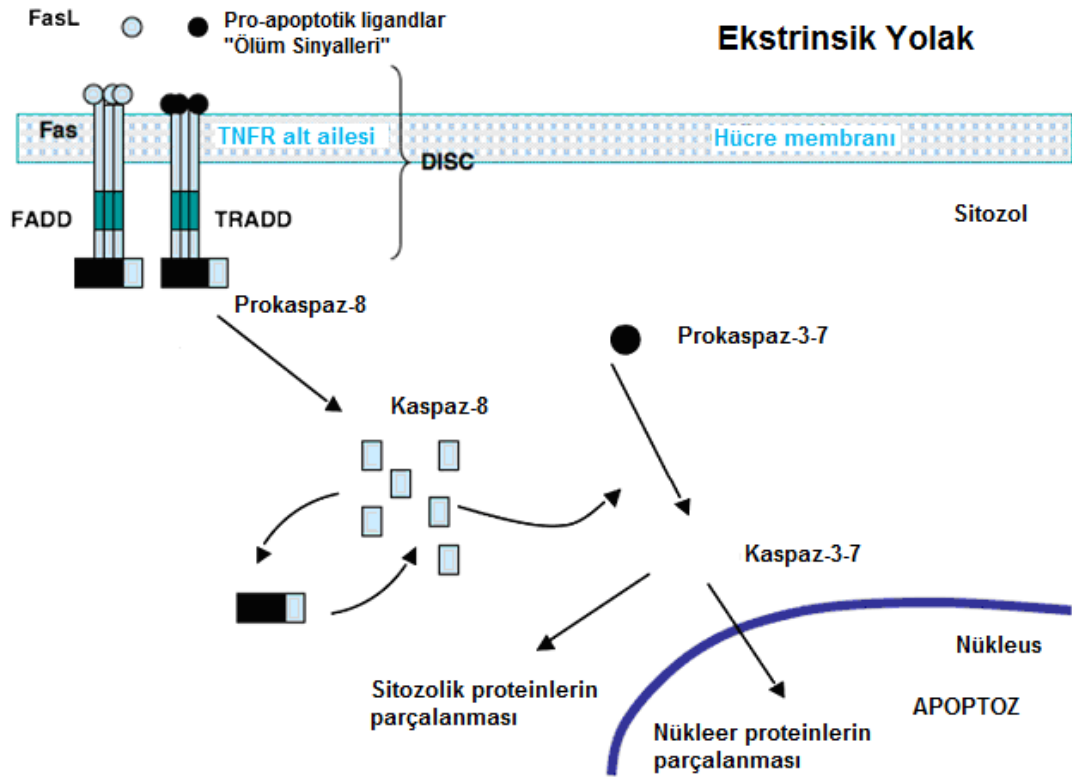 FasL
Pro-apoptotik ligandlar
"Ölüm Sinyalleri"
Ekstrinsik Yolak
Fas
TNFR alt ailesi
DISC
Hücre membranı
FADD
TRADD
Sitozol
Prokaspaz-8
Prokaspaz-3-7
Kaspaz-8
Kaspaz-3-7
Nükleus
Sitozolik proteinlerin
parçalanması
APOPTOZ
Nükleer proteinlerin
parçalanması